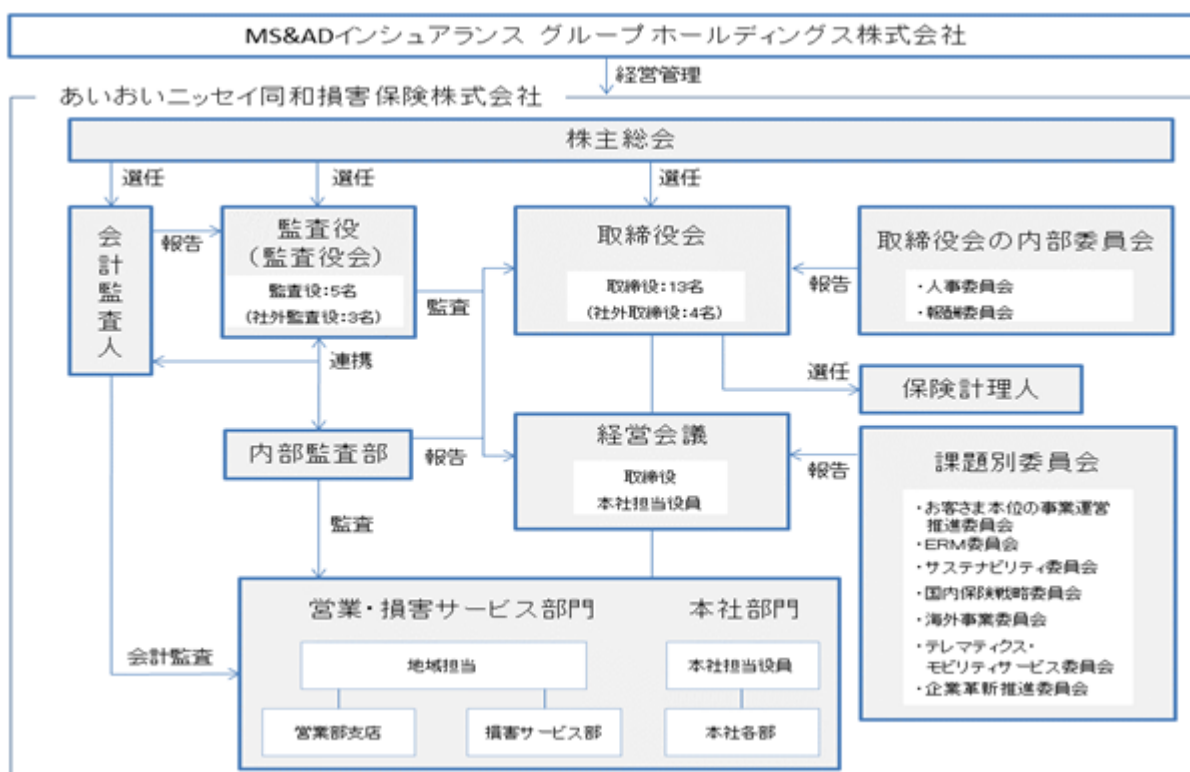 MS&ADインシュアランス グループ ホールディングス株式会社
経営管理
あいおいニッセイ同和損害保険株式会社
株主総会
選任
選任
選任
会計監査人
報告
監査役
(監査役会)
監査役:5名
(社外監査役:3名)
監査
取締役会
取締役:13名
(社外取締役:4名)
報告
取締役会の内部委員会
・人事委員会
・報酬委員会
連携
選任
保険計理人
内部監査部
報告
経営会議
取締役
本社担当役員
報告
課題別委員会
・お客さま本位の事業運営
推進委員会
・ERM委員会
・サステナビリティ委員会
・国内保険戦略委員会
・海外事業委員会
・テレマティクス・
モビリティサービス委員会
・企業革新推進委員会
監査
会計監査
営業・損害サービス部門
地域担当
営業部支店
損害サービス部
本社部門
本社担当役員
本社各部